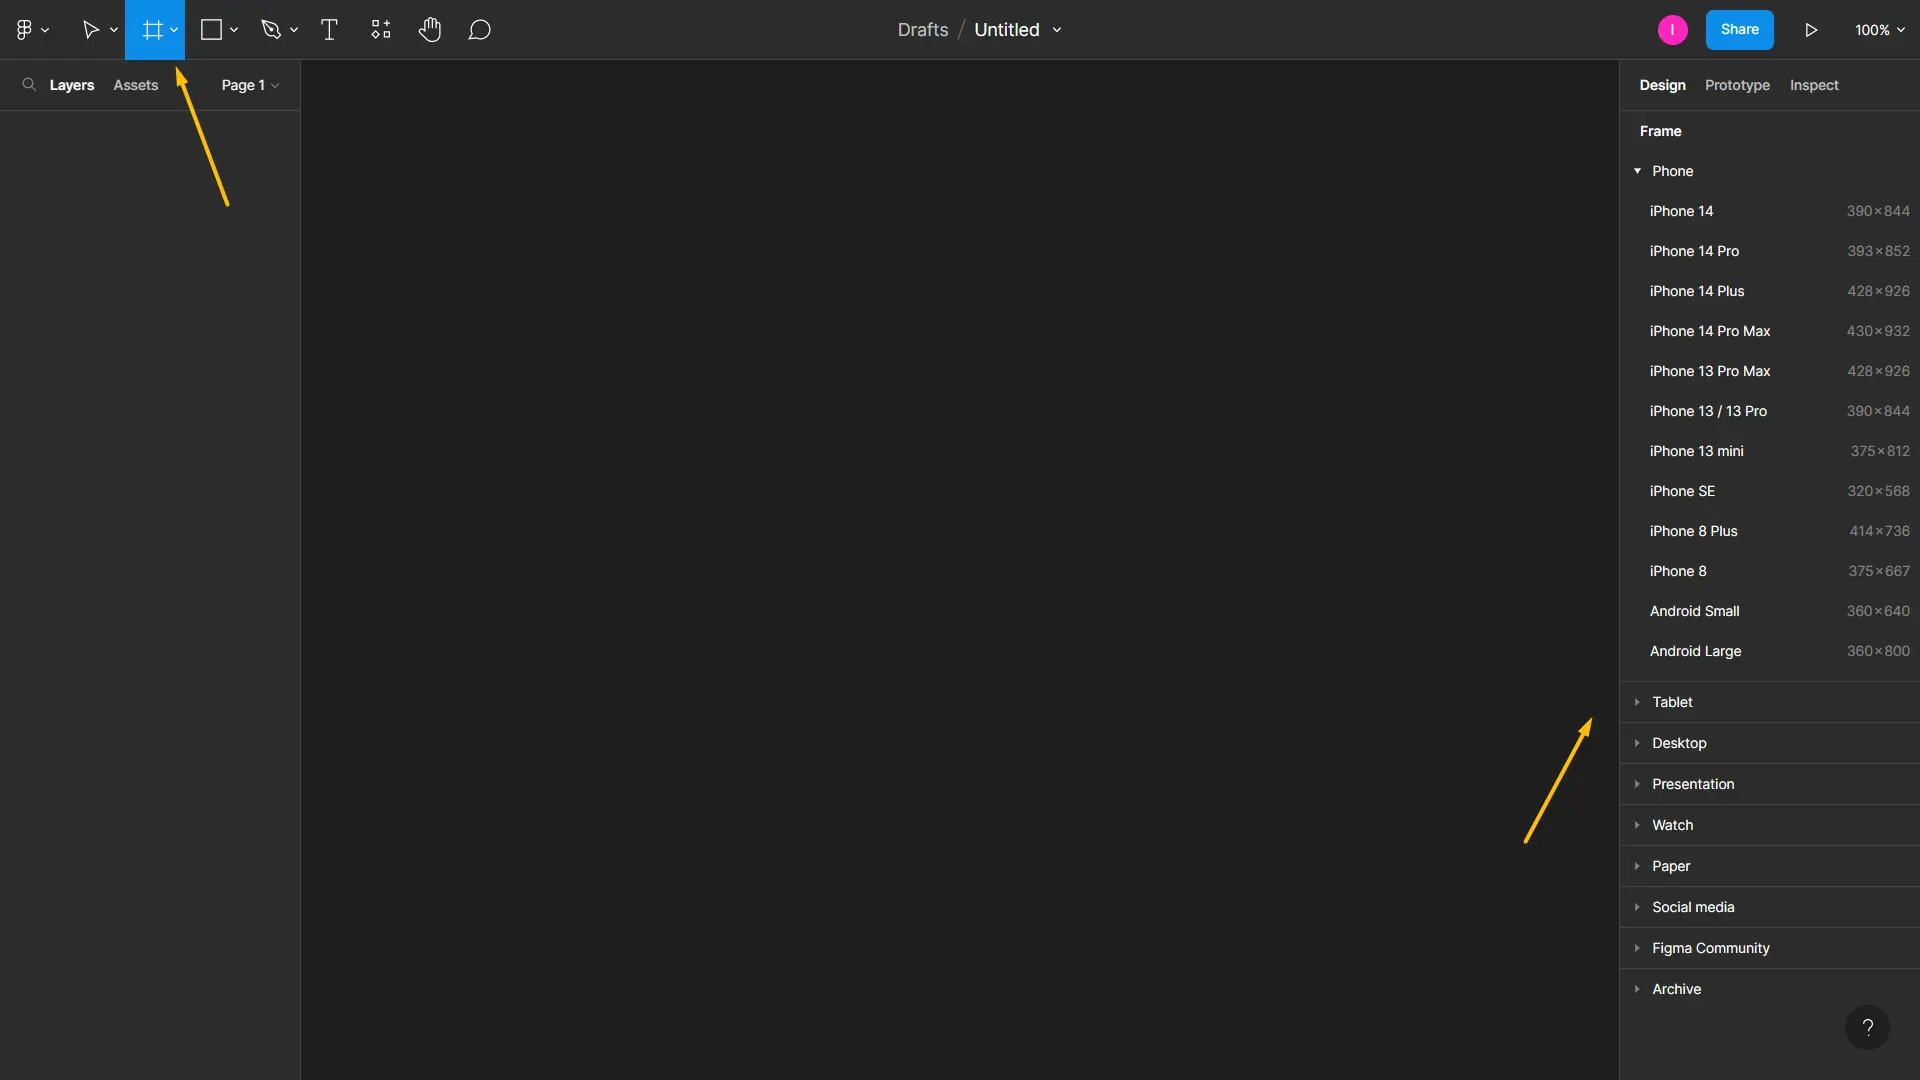 Drafts / Untitled
I
Share
100%
Layers Assets Page 1
Design Prototype Inspect
Frame
Phone
iPhone 14 390×844
iPhone 14 Pro 393×852
iPhone 14 Plus 428×926
iPhone 14 Pro Max 430×932
iPhone 13 Pro Max 428×926
iPhone 13 / 13 Pro 390×844
iPhone 13 mini 375×812
iPhone SE 320×568
iPhone 8 Plus 414×736
iPhone 8 375×667
Android Small 360×640
Android Large 360×800
Tablet
Desktop
Presentation
Watch
Paper
Social media
Figma Community
Archive
?